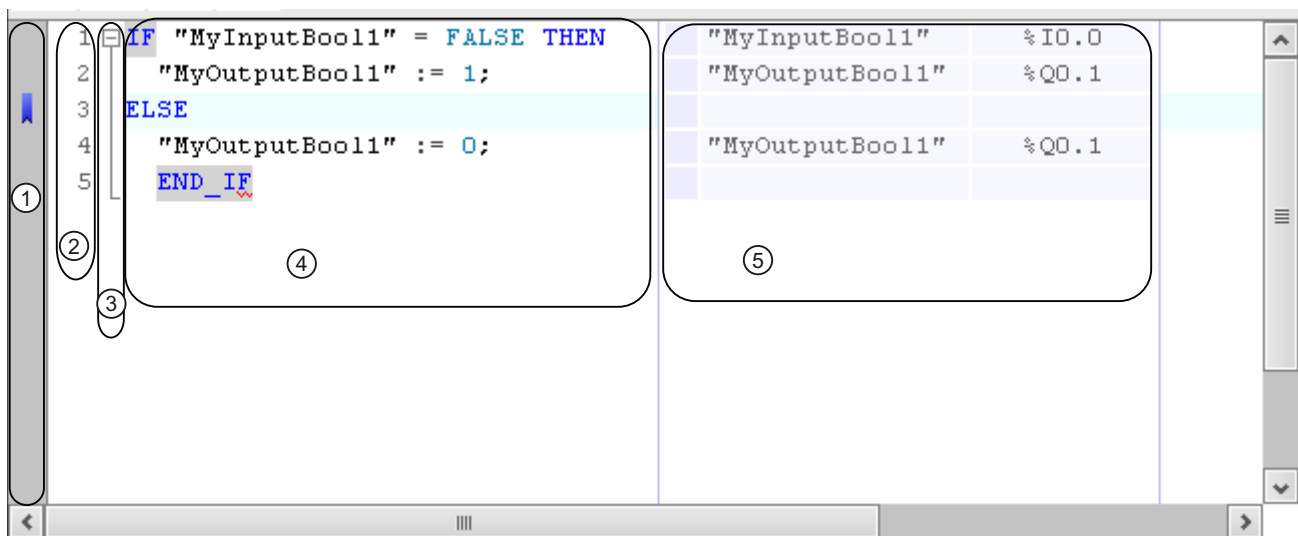 1 IF "MyInputBool1" = FALSE THEN "MyInputBool1" %I0.0
2 "MyOutputBool1" := 1; "MyOutputBool1" %Q0.1
3 ELSE
4 "MyOutputBool1" := 0; "MyOutputBool1" %Q0.1
5 END_IF
1
2
4
5
3